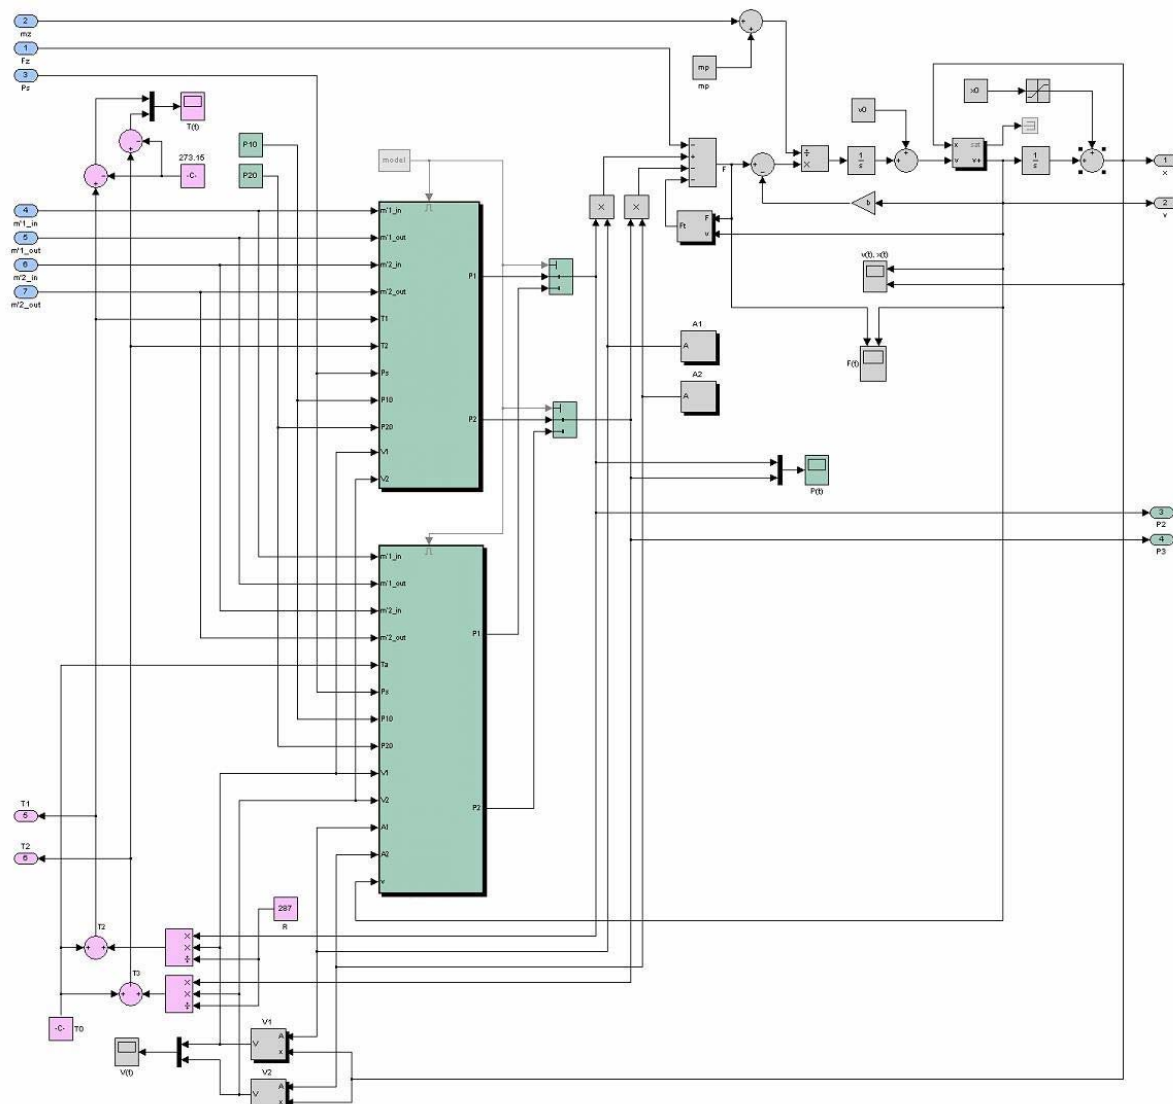 2
mz
1
Fz
3
Ps
T(t)
273.15
-C-
P10
P20
model
mp
mp
x0
v0
F
÷
×
1
s
x
v
v+
1
s
1
x
b
2
v
×
×
Ft
F
v
v(t), x(t)
F(t)
A1
A
A2
A
4
m'1_in
5
m'1_out
6
m'2_in
7
m'2_out
m'1_in
m'1_out
m'2_in
m'2_out
T1
T2
Ps
P10
P20
V1
V2
P1
P2
P(t)
3
P2
4
P3
m'1_in
m'1_out
m'2_in
m'2_out
Ta
Ps
P10
P20
V1
V2
A1
A2
v
P1
P2
T1
5
T2
6
287
R
T2
×
×
÷
T3
×
×
÷
-C-
T0
V(t)
V1
V
A
x
V2
V
A
x